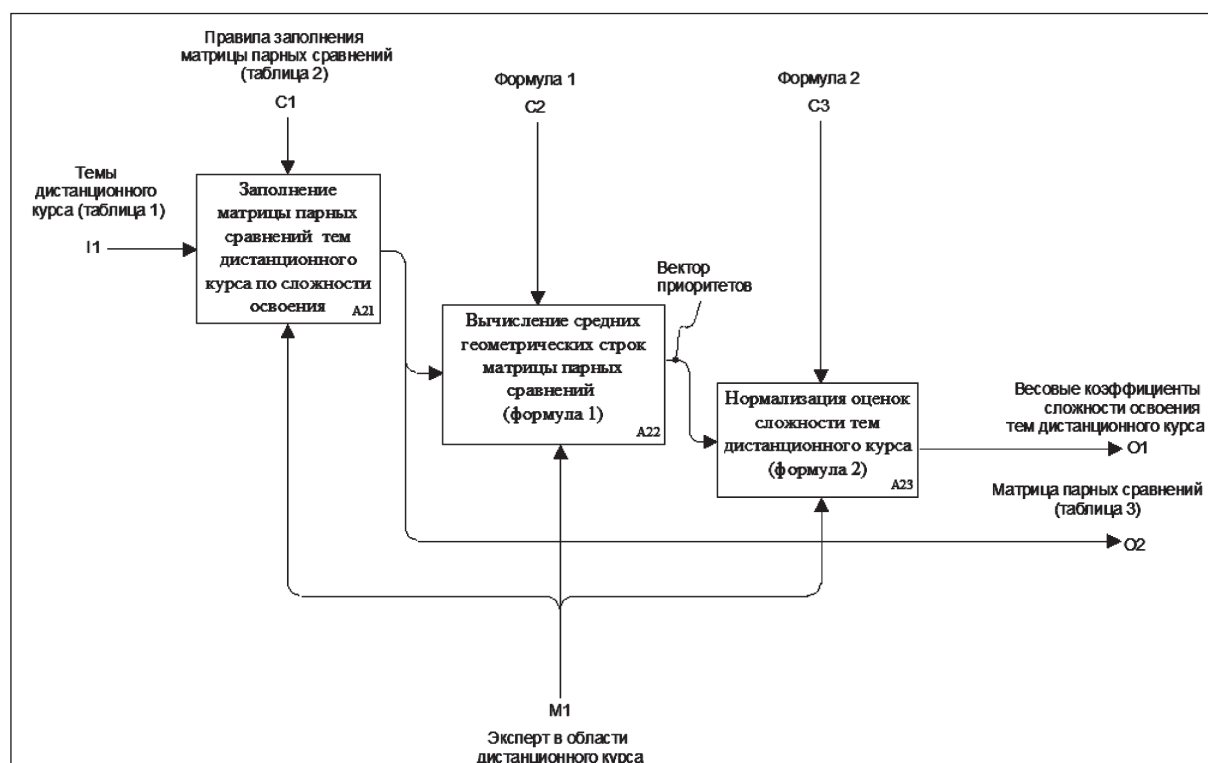 Правила заполнения
матрицы парных сравнений
(таблица 2)
C1
Формула 1
C2
Формула 2
C3
Темы
дистанционного
курса (таблица 1)
I1
Заполнение
матрицы парных
сравнений тем
дистанционного
курса по сложности
освоения
A21
Вектор
приоритетов
Вычисление средних
геометрических строк
матрицы парных
сравнений
(формула 1)
A22
Нормализация оценок
сложности тем
дистанционного курса
(формула 2)
A23
Весовые коэффициенты
сложности освоения
тем дистанционного курса
O1
Матрица парных сравнений
(таблица 3)
O2
M1
Эксперт в области
дистанционного курса